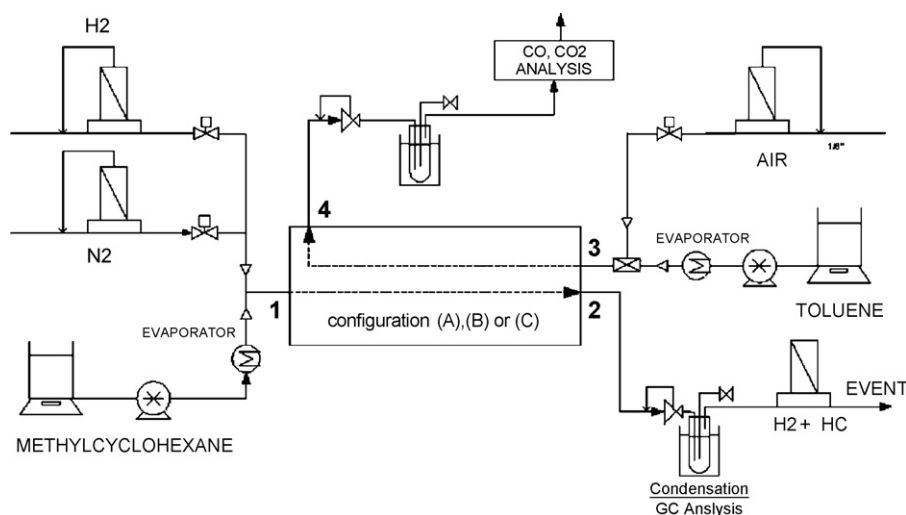 H2
CO, CO2
ANALYSIS
AIR
1/8"
N2
4
3
EVAPORATOR
1
2
TOLUENE
EVAPORATOR
configuration (A),(B) or (C)
EVENT
METHYLCYCLOHEXANE
H2 + HC
Condensation
GC Anslysis